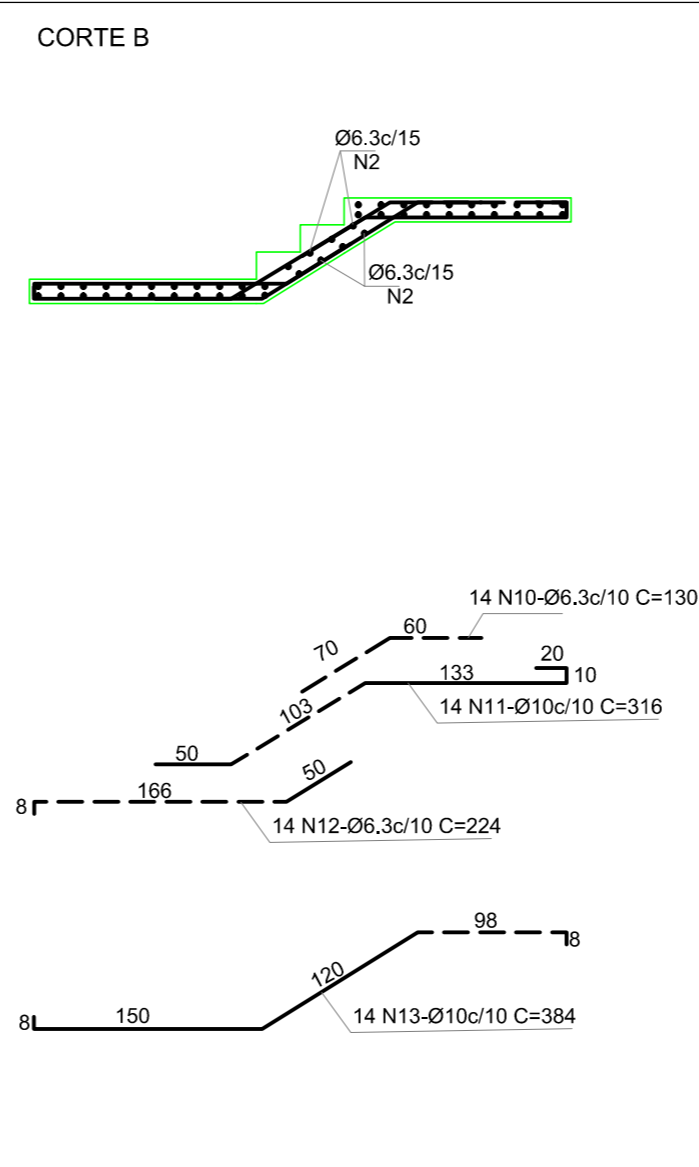 CORTE B
Ø6.3c/15
N2
Ø6.3c/15
N2
14 N10-Ø6.3c/10 C=130
60
70
20
133
10
103
14 N11-Ø10c/10 C=316
50
50
166
8
14 N12-Ø6.3c/10 C=224
98
8
120
150
8
14 N13-Ø10c/10 C=384